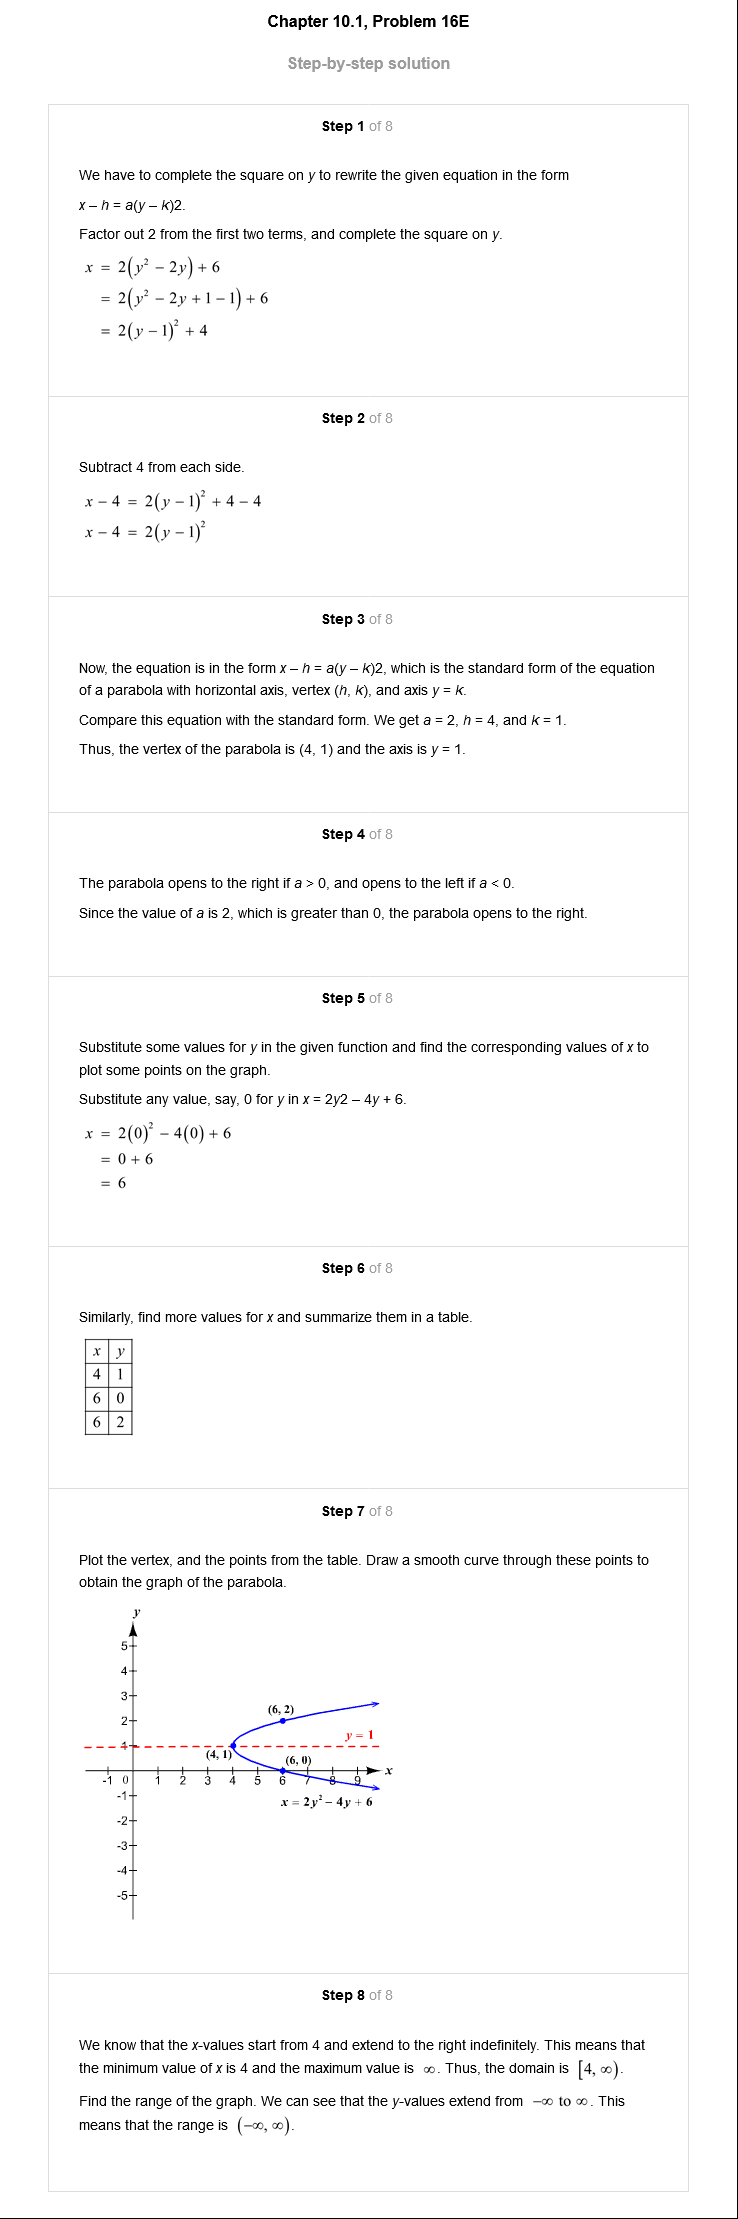 Chapter 10.1, Problem 16E
Step-by-step solution
Step 1 of 8
We have to complete the square on y to rewrite the given equation in the form
x – h = a(y – k)2.
Factor out 2 from the first two terms, and complete the square on y.
x = 2(y² − 2y) + 6
= 2(y² − 2y + 1 − 1) + 6
= 2(y − 1)² + 4
Step 2 of 8
Subtract 4 from each side.
x − 4 = 2(y − 1)² + 4 − 4
x − 4 = 2(y − 1)²
Step 3 of 8
Now, the equation is in the form x – h = a(y – k)2, which is the standard form of the equation
of a parabola with horizontal axis, vertex (h, k), and axis y = k.
Compare this equation with the standard form. We get a = 2, h = 4, and k = 1.
Thus, the vertex of the parabola is (4, 1) and the axis is y = 1.
Step 4 of 8
The parabola opens to the right if a > 0, and opens to the left if a < 0.
Since the value of a is 2, which is greater than 0, the parabola opens to the right.
Step 5 of 8
Substitute some values for y in the given function and find the corresponding values of x to
plot some points on the graph.
Substitute any value, say, 0 for y in x = 2y2 – 4y + 6.
x = 2(0)² − 4(0) + 6
= 0 + 6
= 6
Step 6 of 8
Similarly, find more values for x and summarize them in a table.
x y
4 1
6 0
6 2
Step 7 of 8
Plot the vertex, and the points from the table. Draw a smooth curve through these points to
obtain the graph of the parabola.
y
5
4
3
2
(6, 2)
1
y = 1
(4, 1)
(6, 0)
x
-1 0 1 2 3 4 5 6 7 8 9
-1
x = 2y² − 4y + 6
-2
-3
-4
-5
Step 8 of 8
We know that the x-values start from 4 and extend to the right indefinitely. This means that
the minimum value of x is 4 and the maximum value is ∞. Thus, the domain is [4, ∞).
Find the range of the graph. We can see that the y-values extend from −∞ to ∞. This
means that the range is (−∞, ∞).